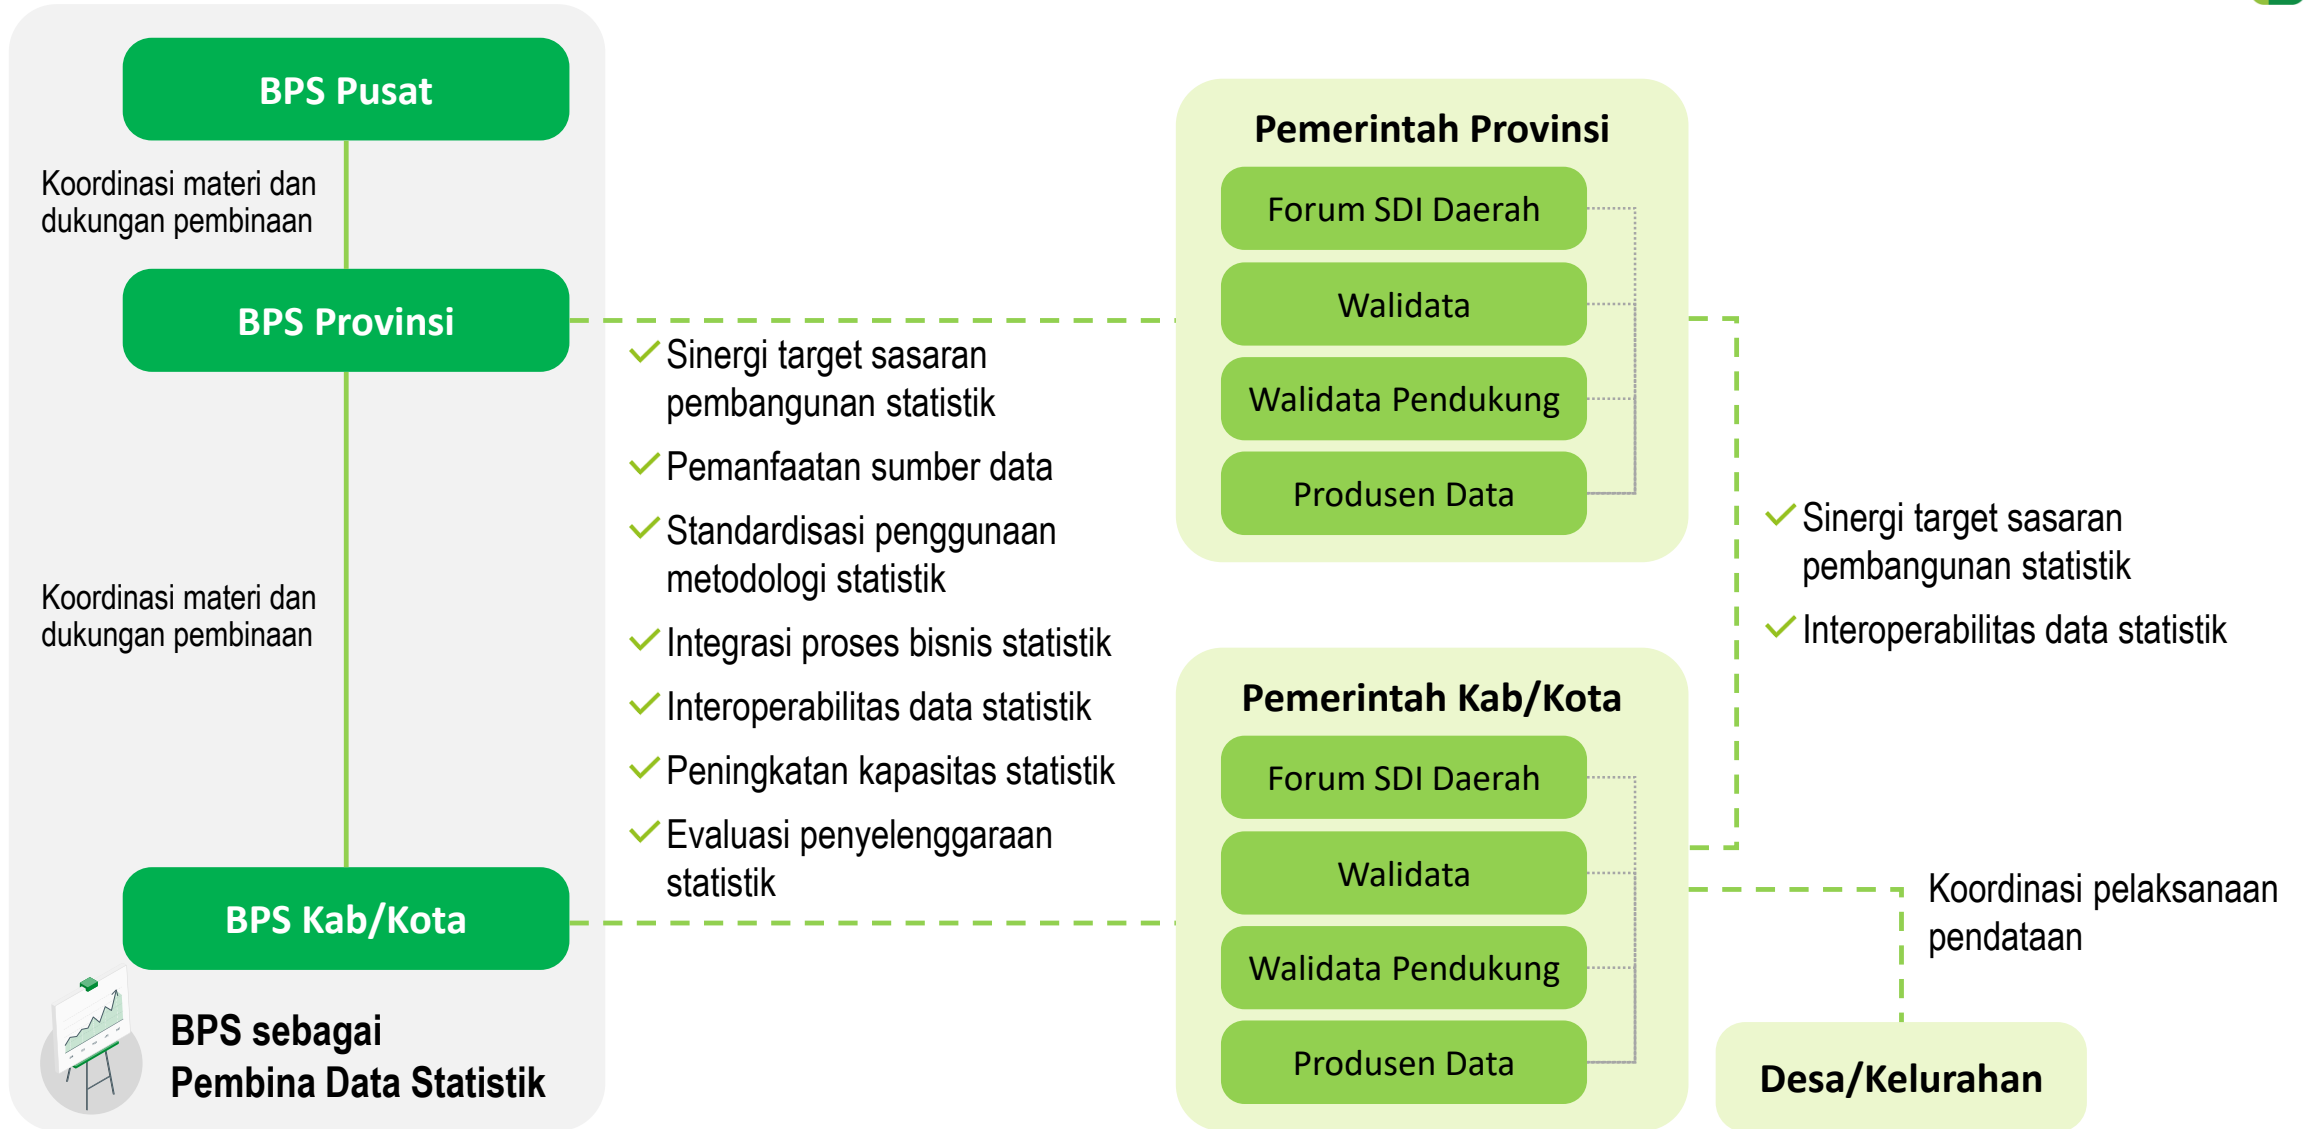 BPS Pusat
Koordinasi materi dan
dukungan pembinaan
BPS Provinsi
Koordinasi materi dan
dukungan pembinaan
BPS Kab/Kota
BPS sebagai
Pembina Data Statistik
Sinergi target sasaran
pembangunan statistik
Pemanfaatan sumber data
Standardisasi penggunaan
metodologi statistik
Integrasi proses bisnis statistik
Interoperabilitas data statistik
Peningkatan kapasitas statistik
Evaluasi penyelenggaraan
statistik
Pemerintah Provinsi
Forum SDI Daerah
Walidata
Walidata Pendukung
Produsen Data
Pemerintah Kab/Kota
Forum SDI Daerah
Walidata
Walidata Pendukung
Produsen Data
Sinergi target sasaran
pembangunan statistik
Interoperabilitas data statistik
Koordinasi pelaksanaan
pendataan
Desa/Kelurahan